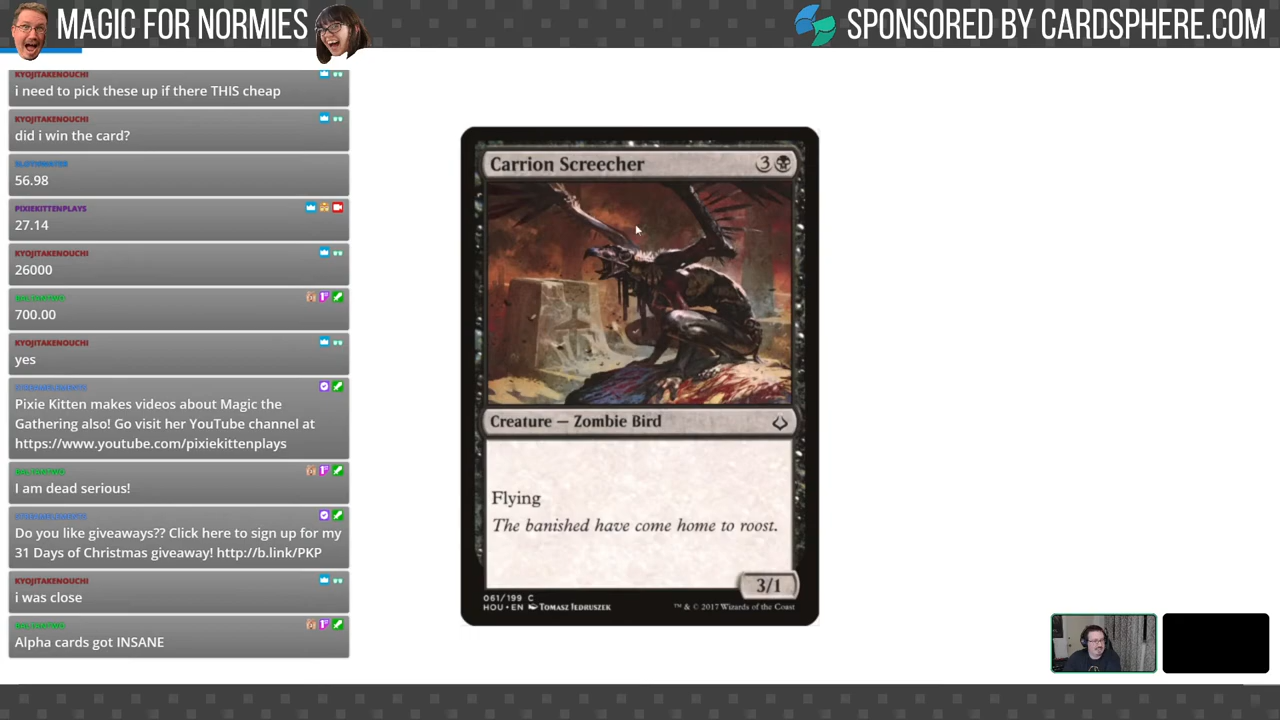 MAGIC FOR NORMIES
SPONSORED BY CARDSPHERE.COM
KYOJITAKENOUCHI
i need to pick these up if there THIS cheap
KYOJITAKENOUCHI
did i win the card?
56.98
PIXIEKITTENPLAYS
27.14
KYOJITAKENOUCHI
26000
700.00
KYOJITAKENOUCHI
yes
Pixie Kitten makes videos about Magic the
Gathering also! Go visit her YouTube channel at
https://www.youtube.com/pixiekittenplays
I am dead serious!
Do you like giveaways?? Click here to sign up for my
31 Days of Christmas giveaway! http://b.link/PKP
KYOJITAKENOUCHI
i was close
Alpha cards got INSANE
Carrion Screecher 3
Creature — Zombie Bird
Flying
The banished have come home to roost.
3/1
061/199 C
HOU • EN Tomasz Jedruszek
™ & © 2017 Wizards of the Coast